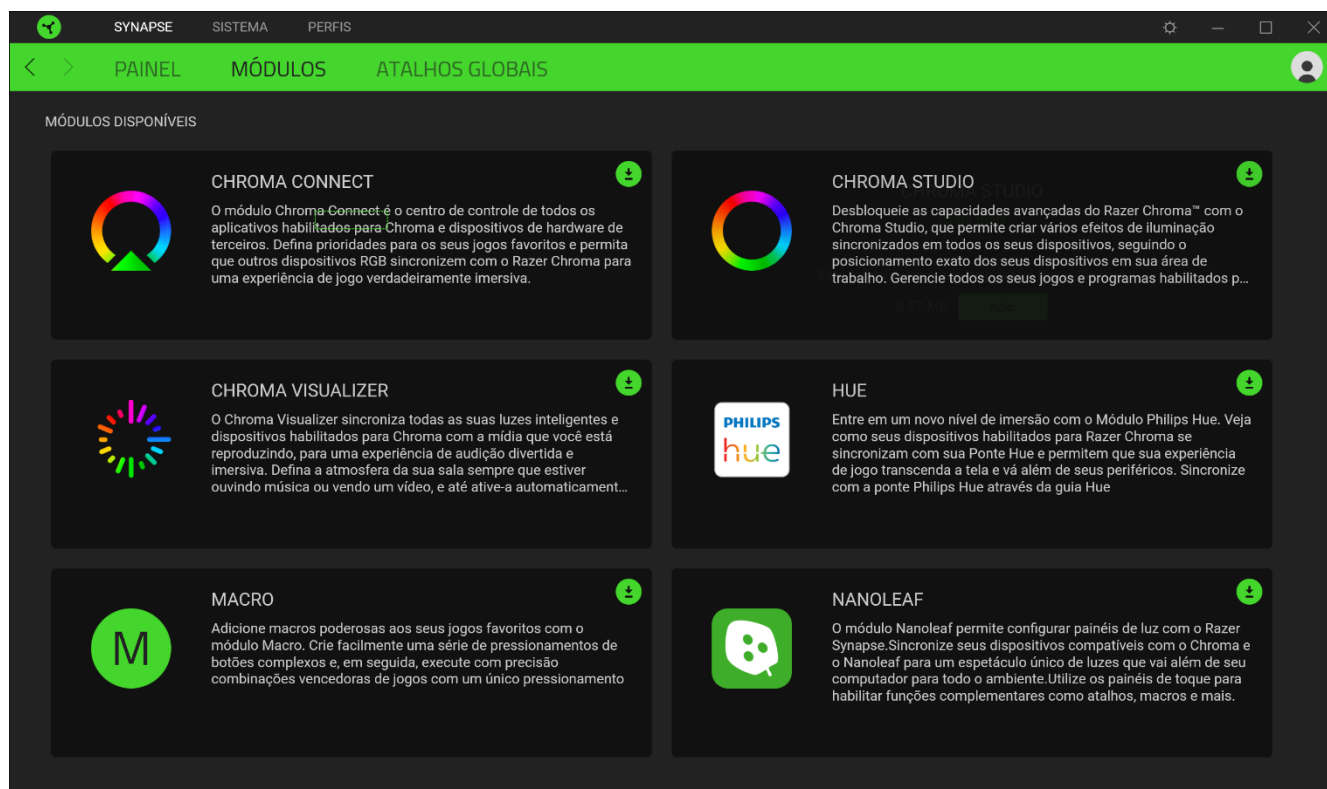 SYNAPSE SISTEMA PERFIS
PAINEL MÓDULOS ATALHOS GLOBAIS
MÓDULOS DISPONÍVEIS
CHROMA CONNECT
O módulo Chroma Connect é o centro de controle de todos os
aplicativos habilitados para Chroma e dispositivos de hardware de
terceiros. Defina prioridades para os seus jogos favoritos e permita
que outros dispositivos RGB sincronizem com o Razer Chroma para
uma experiência de jogo verdadeiramente imersiva.
CHROMA STUDIO
CHROMA STUDIO
Desbloqueie as capacidades avançadas do Razer Chroma™ com o
Chroma Studio, que permite criar vários efeitos de iluminação
sincronizados em todos os seus dispositivos, seguindo o
posicionamento exato dos seus dispositivos em sua área de
trabalho. Gerencie todos os seus jogos e programas habilitados p...
CHROMA VISUALIZER
O Chroma Visualizer sincroniza todas as suas luzes inteligentes e
dispositivos habilitados para Chroma com a mídia que você está
reproduzindo, para uma experiência de audição divertida e
imersiva. Defina a atmosfera da sua sala sempre que estiver
ouvindo música ou vendo um vídeo, e até ative-a automaticament...
PHILIPS
hue
HUE
Entre em um novo nível de imersão com o Módulo Philips Hue. Veja
como seus dispositivos habilitados para Razer Chroma se
sincronizam com sua Ponte Hue e permitem que sua experiência
de jogo transcenda a tela e vá além de seus periféricos. Sincronize
com a ponte Philips Hue através da guia Hue
M
MACRO
Adicione macros poderosas aos seus jogos favoritos com o
módulo Macro. Crie facilmente uma série de pressionamentos de
botões complexos e, em seguida, execute com precisão
combinações vencedoras de jogos com um único pressionamento
NANOLEAF
O módulo Nanoleaf permite configurar painéis de luz com o Razer
Synapse.Sincronize seus dispositivos compatíveis com o Chroma e
o Nanoleaf para um espetáculo único de luzes que vai além de seu
computador para todo o ambiente.Utilize os painéis de toque para
habilitar funções complementares como atalhos, macros e mais.